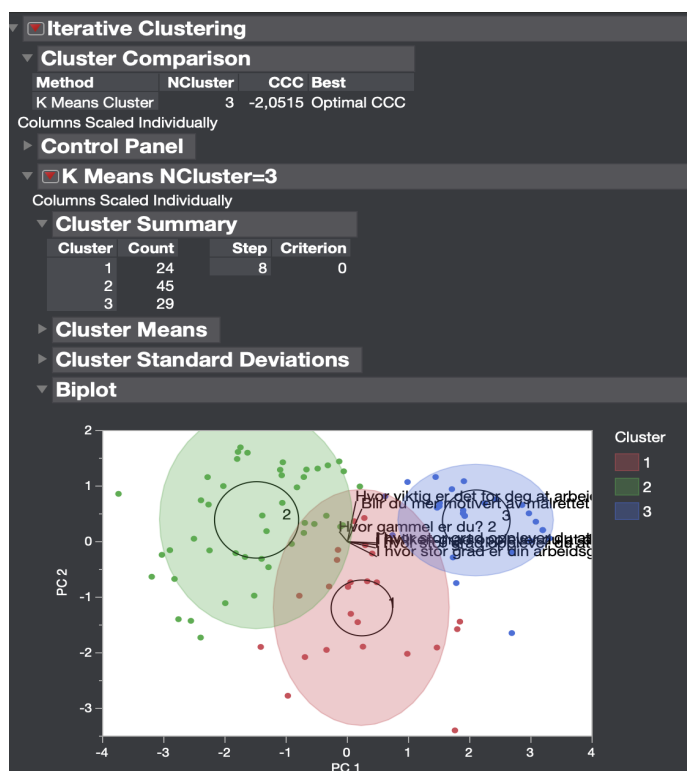 Iterative Clustering
Cluster Comparison
Method NCluster CCC Best
K Means Cluster 3 -2,0515 Optimal CCC
Columns Scaled Individually
Control Panel
K Means NCluster=3
Columns Scaled Individually
Cluster Summary
Cluster Count Step Criterion
1 24 8 0
2 45
3 29
Cluster Means
Cluster Standard Deviations
Biplot
Cluster
1
2
3
2
1
0
-1
-2
-3
PC 2
Hvor viktig er det for deg at arbei
Blir du mer motivert av målrettet
2
3
Hvor gammel er du? 2
I hvor stor grad er din arbeidsg
1
-4 -3 -2 -1 0 1 2 3 4
PC 1